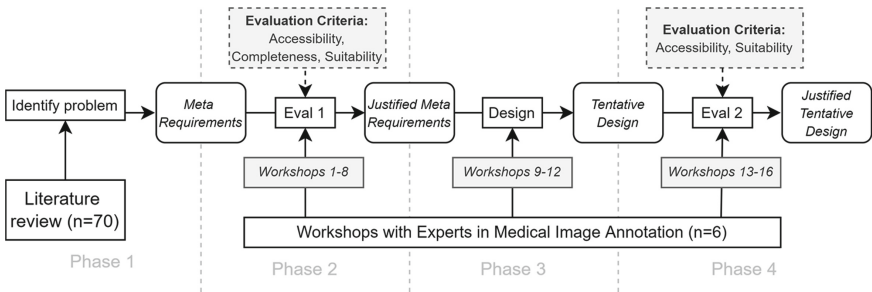 Evaluation Criteria:
Accessibility,
Completeness, Suitability
Evaluation Criteria:
Accessibility, Suitability
Identify problem
Meta
Requirements
Eval 1
Justified Meta
Requirements
Design
Tentative
Design
Eval 2
Justified
Tentative
Design
Workshops 1-8
Workshops 9-12
Workshops 13-16
Literature
review (n=70)
Workshops with Experts in Medical Image Annotation (n=6)
Phase 1
Phase 2
Phase 3
Phase 4